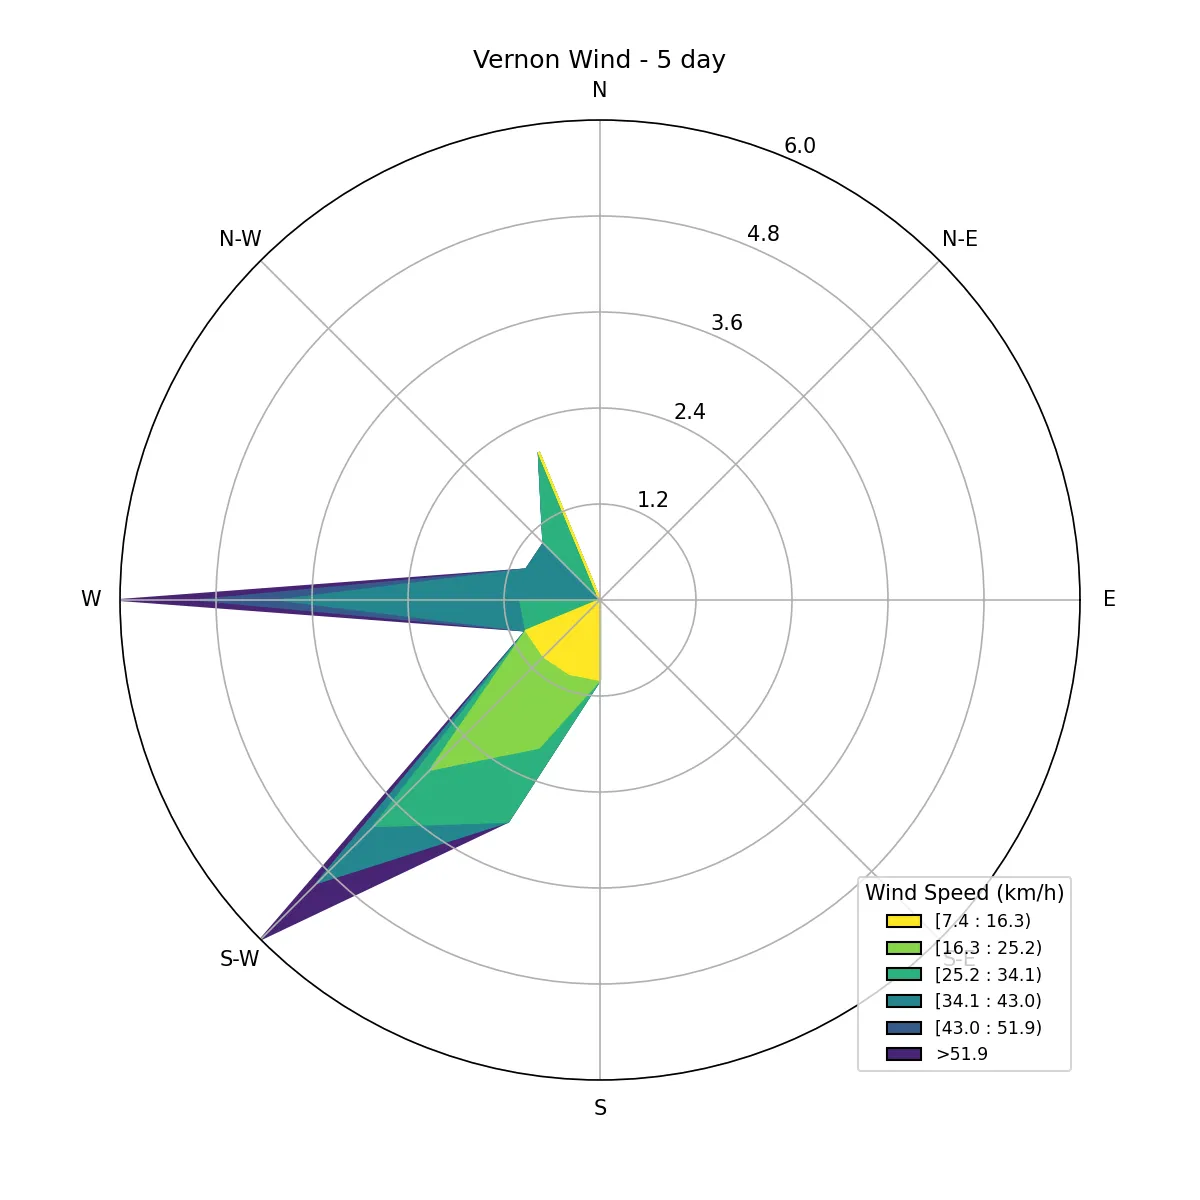 Vernon Wind - 5 day
N
6.0
N-W
4.8
N-E
3.6
2.4
1.2
W
E
S-W
S-E
S
Wind Speed (km/h)
[7.4 : 16.3)
[16.3 : 25.2)
[25.2 : 34.1)
[34.1 : 43.0)
[43.0 : 51.9)
>51.9